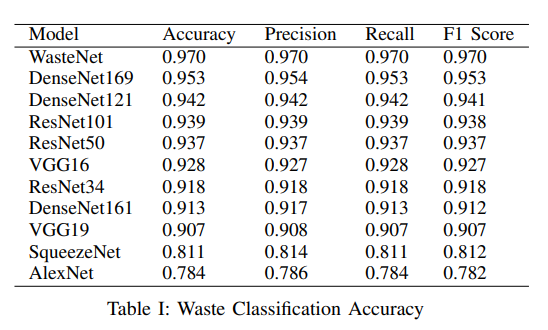 Model Accuracy Precision Recall F1 Score
WasteNet 0.970 0.970 0.970 0.970
DenseNet169 0.953 0.954 0.953 0.953
DenseNet121 0.942 0.942 0.942 0.941
ResNet101 0.939 0.939 0.939 0.938
ResNet50 0.937 0.937 0.937 0.937
VGG16 0.928 0.927 0.928 0.927
ResNet34 0.918 0.918 0.918 0.918
DenseNet161 0.913 0.917 0.913 0.912
VGG19 0.907 0.908 0.907 0.907
SqueezeNet 0.811 0.814 0.811 0.812
AlexNet 0.784 0.786 0.784 0.782
Table I: Waste Classification Accuracy